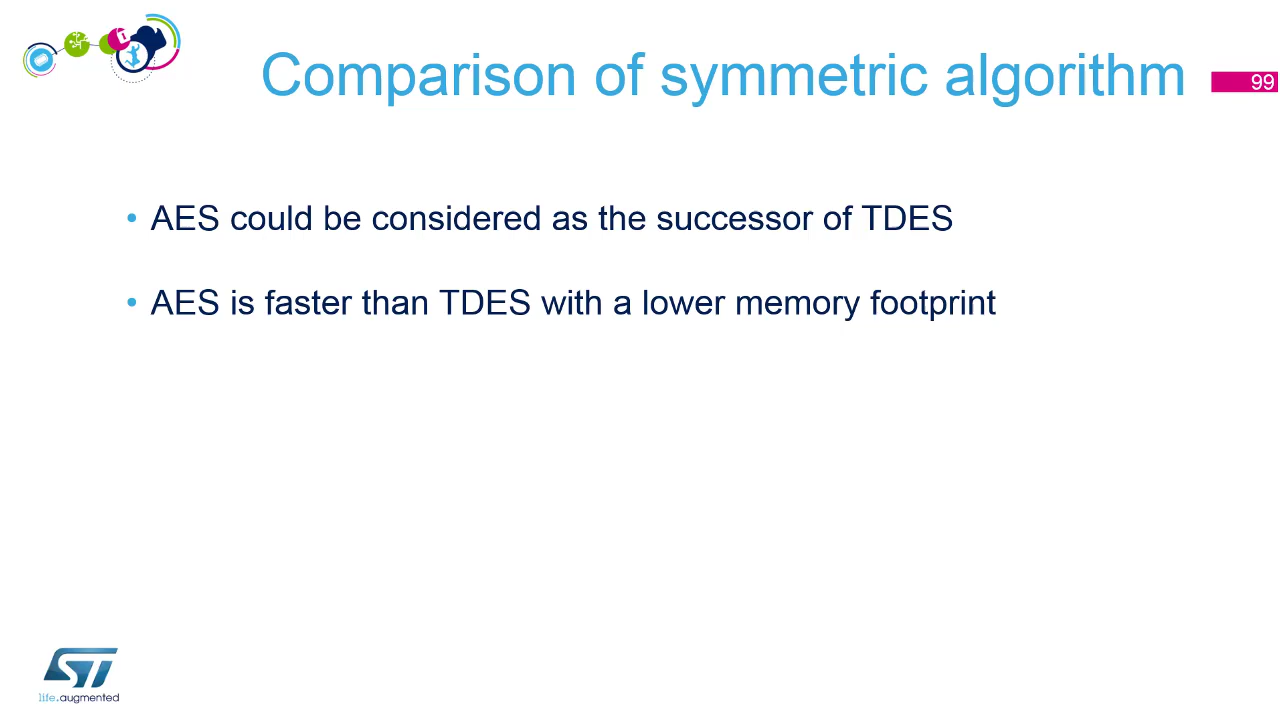 Comparison of symmetric algorithm
99
• AES could be considered as the successor of TDES
• AES is faster than TDES with a lower memory footprint
ST
life.augmented